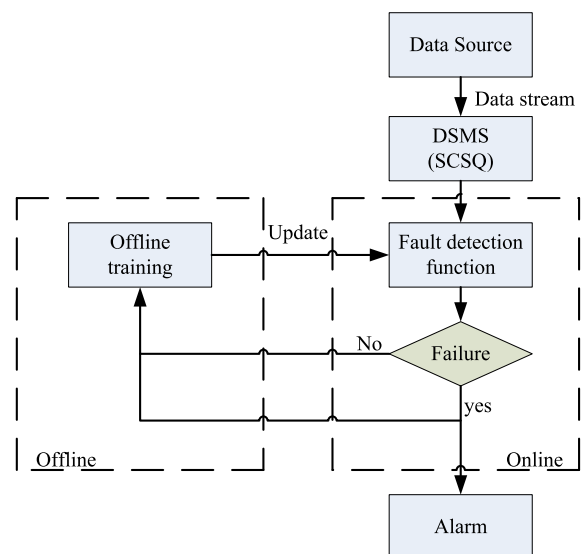 Data Source
Data stream
DSMS
(SCSQ)
Offline
training
Update
Fault detection
function
No
Failure
yes
Offline
Online
Alarm